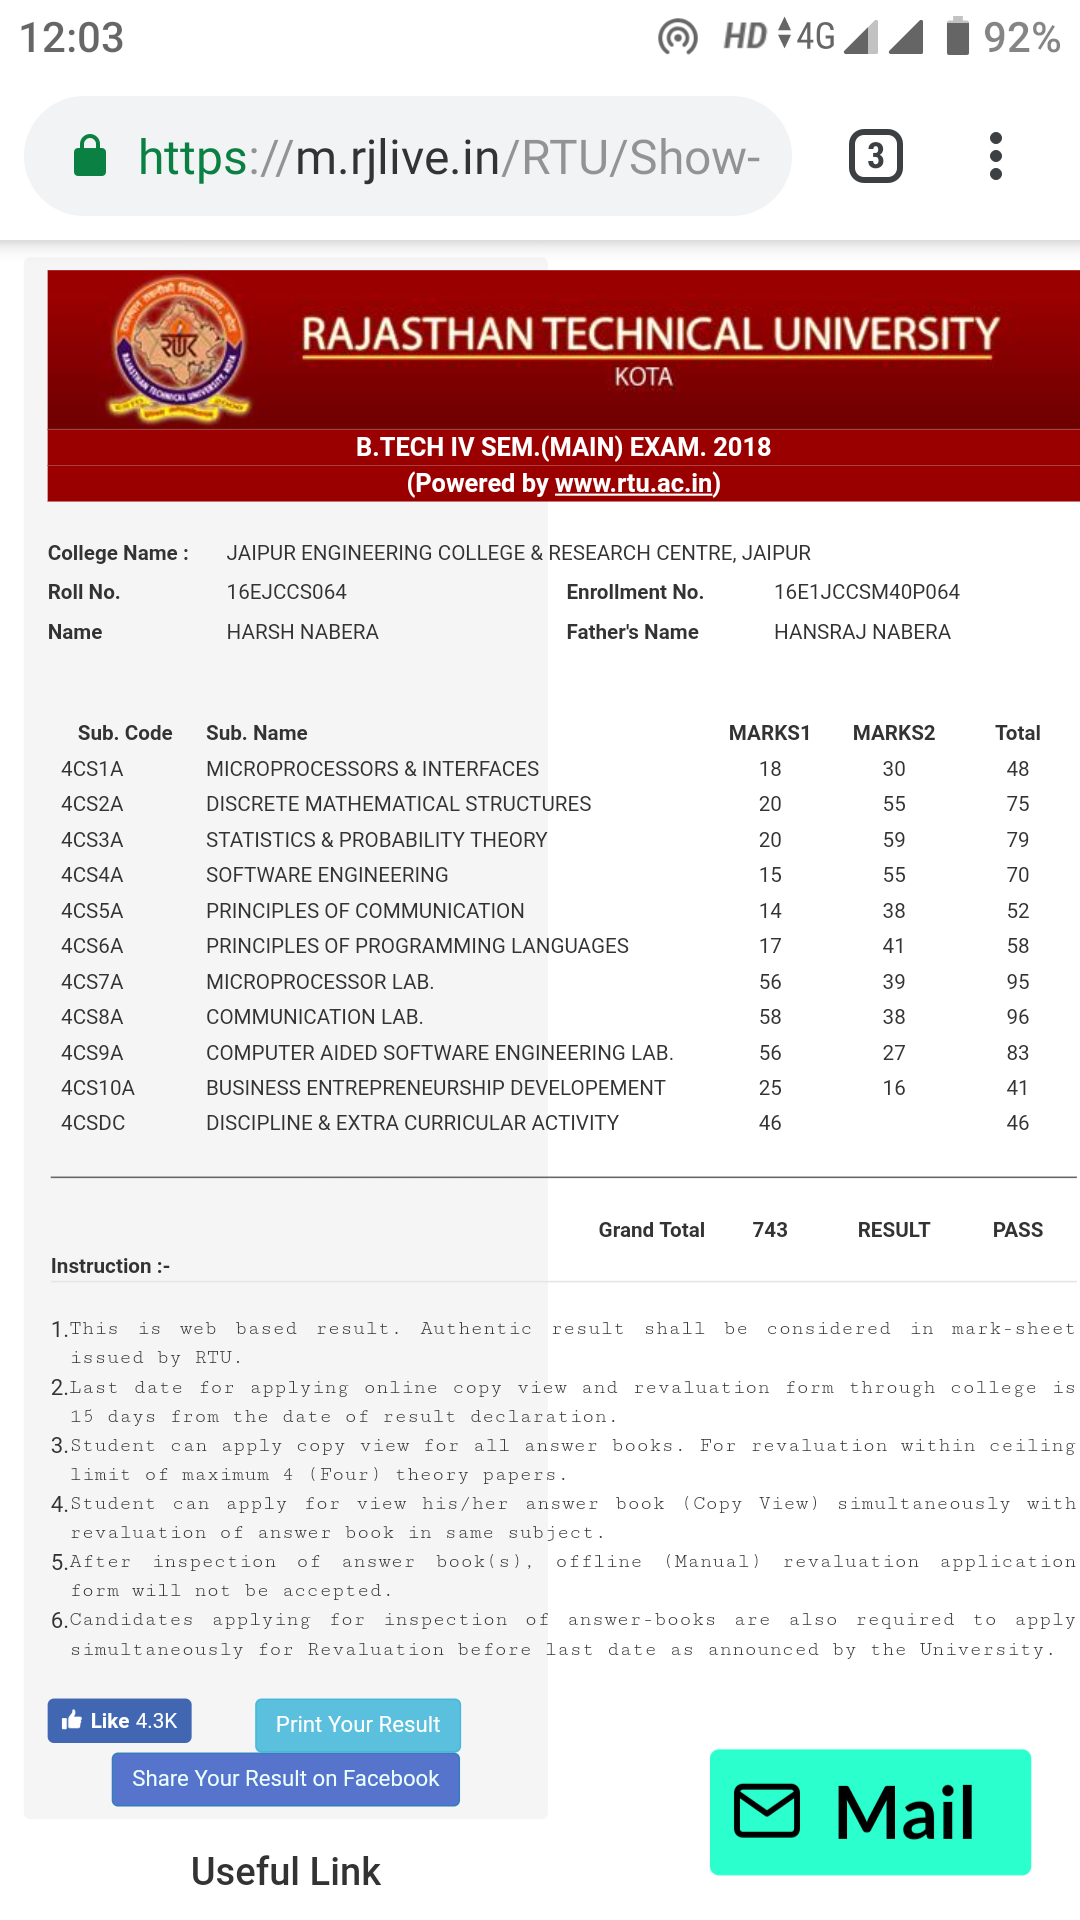 12:03 HD 4G 92%
https://m.rjlive.in/RTU/Show- 3
RAJASTHAN TECHNICAL UNIVERSITY
KOTA
B.TECH IV SEM.(MAIN) EXAM. 2018
(Powered by www.rtu.ac.in)
College Name : JAIPUR ENGINEERING COLLEGE & RESEARCH CENTRE, JAIPUR
Roll No. 16EJCCS064 Enrollment No. 16E1JCCSM40P064
Name HARSH NABERA Father's Name HANSRAJ NABERA
Sub. Code Sub. Name MARKS1 MARKS2 Total
4CS1A MICROPROCESSORS & INTERFACES 18 30 48
4CS2A DISCRETE MATHEMATICAL STRUCTURES 20 55 75
4CS3A STATISTICS & PROBABILITY THEORY 20 59 79
4CS4A SOFTWARE ENGINEERING 15 55 70
4CS5A PRINCIPLES OF COMMUNICATION 14 38 52
4CS6A PRINCIPLES OF PROGRAMMING LANGUAGES 17 41 58
4CS7A MICROPROCESSOR LAB. 56 39 95
4CS8A COMMUNICATION LAB. 58 38 96
4CS9A COMPUTER AIDED SOFTWARE ENGINEERING LAB. 56 27 83
4CS10A BUSINESS ENTREPRENEURSHIP DEVELOPEMENT 25 16 41
4CSDC DISCIPLINE & EXTRA CURRICULAR ACTIVITY 46 46
Grand Total 743 RESULT PASS
Instruction :-
1.This is web based result. Authentic result shall be considered in mark-sheet
issued by RTU.
2.Last date for applying online copy view and revaluation form through college is
15 days from the date of result declaration.
3.Student can apply copy view for all answer books. For revaluation within ceiling
limit of maximum 4 (Four) theory papers.
4.Student can apply for view his/her answer book (Copy View) simultaneously with
revaluation of answer book in same subject.
5.After inspection of answer book(s), offline (Manual) revaluation application
form will not be accepted.
6.Candidates applying for inspection of answer-books are also required to apply
simultaneously for Revaluation before last date as announced by the University.
Like 4.3K Print Your Result
Share Your Result on Facebook
Mail
Useful Link